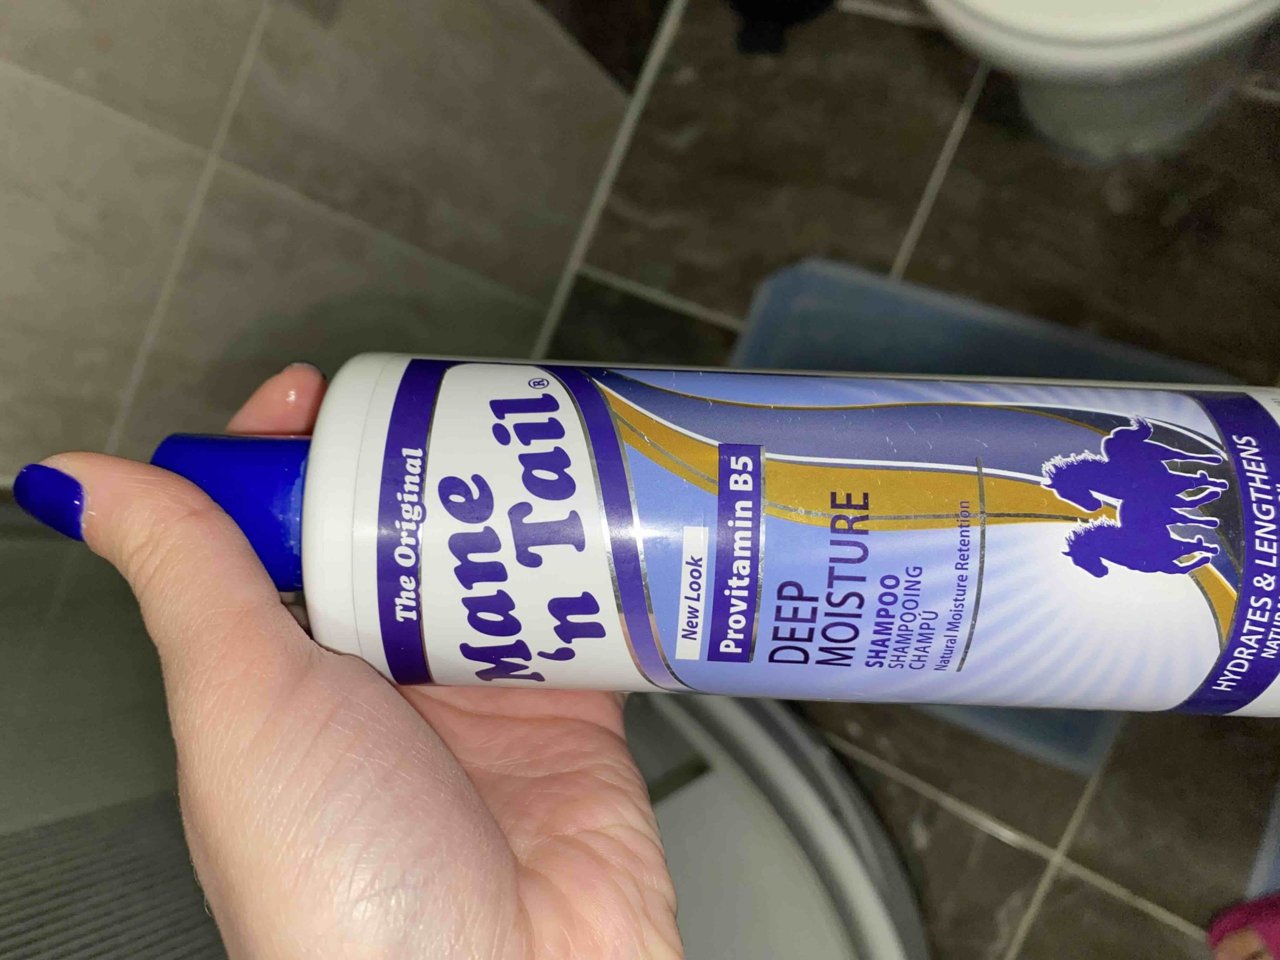 The Original
Mane
'n Tail®
New Look
Provitamin B5
DEEP
MOISTURE
SHAMPOO
SHAMPOOING
CHAMPÚ
Natural Moisture Retention
HYDRATES & LENGTHENS